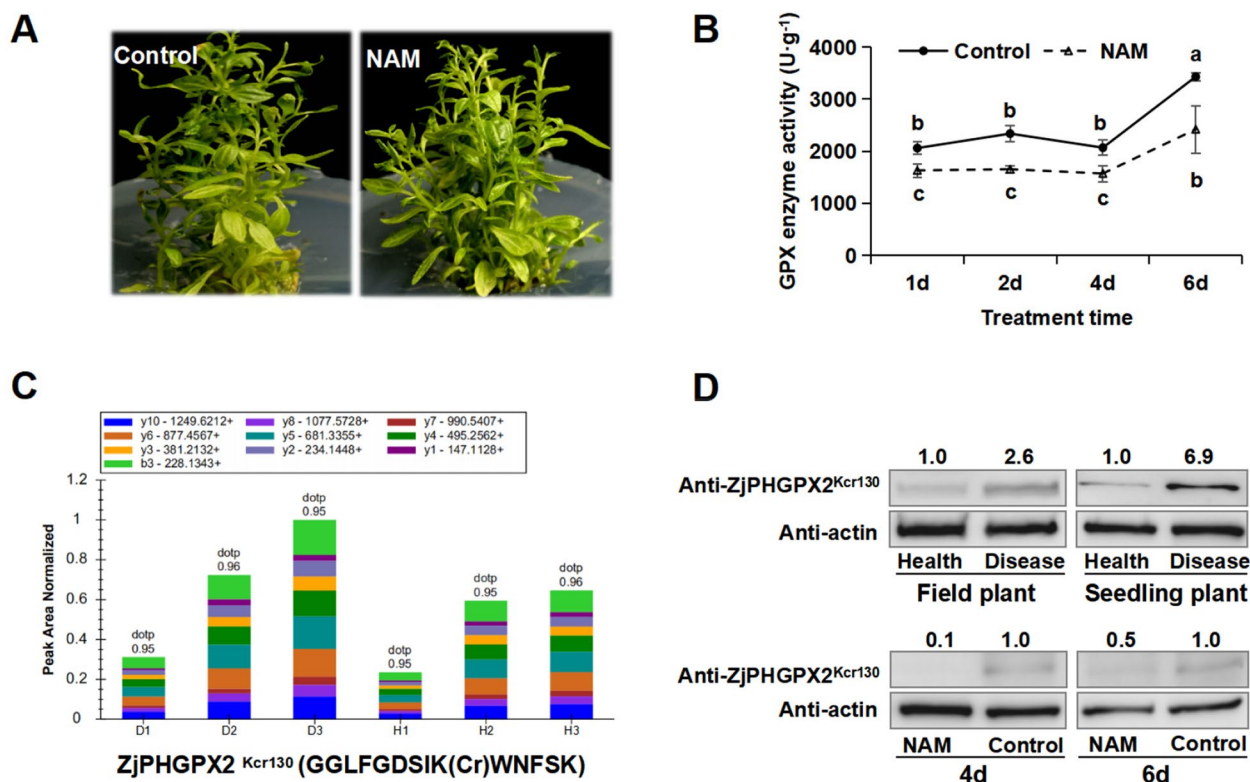 A
Control
NAM
B
GPX enzyme activity (U·g-1)
4000
3000
2000
1000
0
Control
NAM
b
b
b
a
c
c
c
b
1d
2d
4d
6d
Treatment time
C
y10 - 1249.6212+
y8 - 1077.5728+
y7 - 990.5407+
y6 - 877.4567+
y5 - 681.3355+
y4 - 495.2562+
y3 - 381.2132+
y2 - 234.1448+
y1 - 147.1128+
b3 - 228.1343+
Peak Area Normalized
1.2
1
0.8
0.6
0.4
0.2
0
dotp
0.95
dotp
0.96
dotp
0.95
dotp
0.95
dotp
0.95
dotp
0.96
D1
D2
D3
H1
H2
H3
ZjPHGPX2 Kcr130 (GGLFGDSIK(Cr)WNFSK)
D
1.0 2.6 1.0 6.9
Anti-ZjPHGPX2Kcr130
Anti-actin
Health Disease Health Disease
Field plant Seedling plant
0.1 1.0 0.5 1.0
Anti-ZjPHGPX2Kcr130
Anti-actin
NAM Control NAM Control
4d 6d